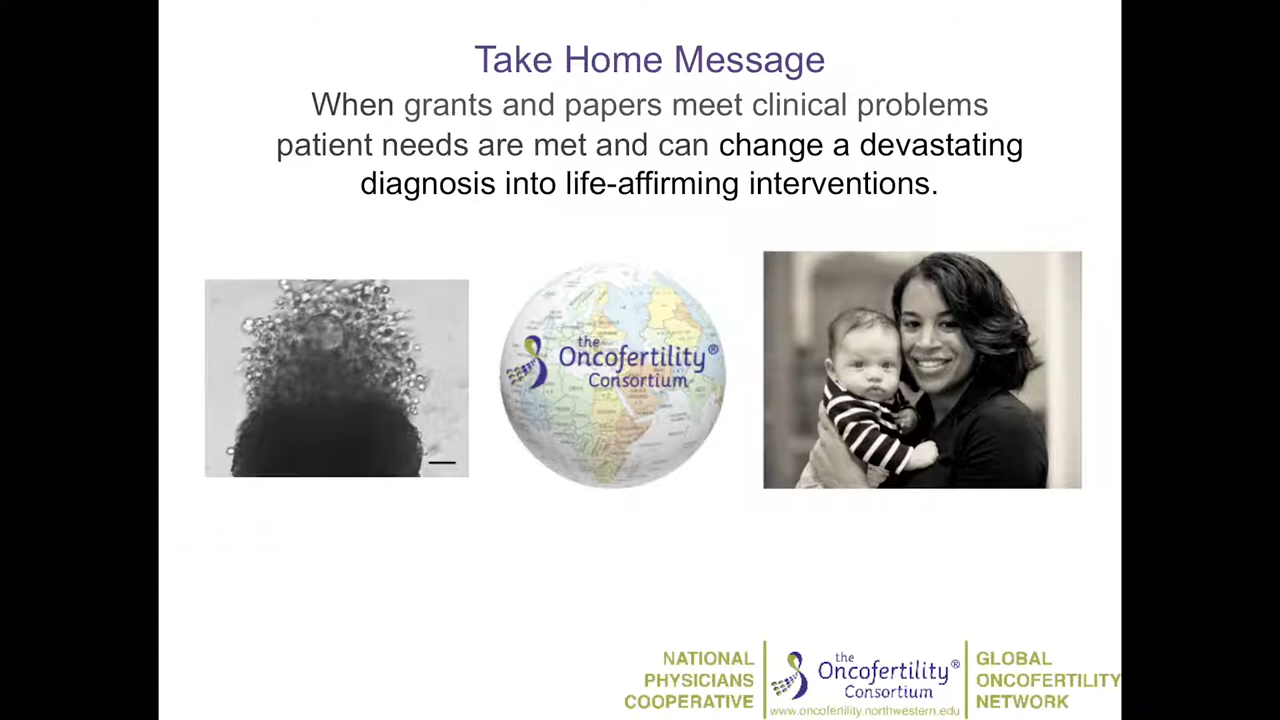 Take Home Message
When grants and papers meet clinical problems
patient needs are met and can change a devastating
diagnosis into life-affirming interventions.
the
Oncofertility®
Consortium
NATIONAL
PHYSICIANS
COOPERATIVE
the
Oncofertility®
Consortium
www.oncofertility.northwestern.edu
GLOBAL
ONCOFERTILITY
NETWORK